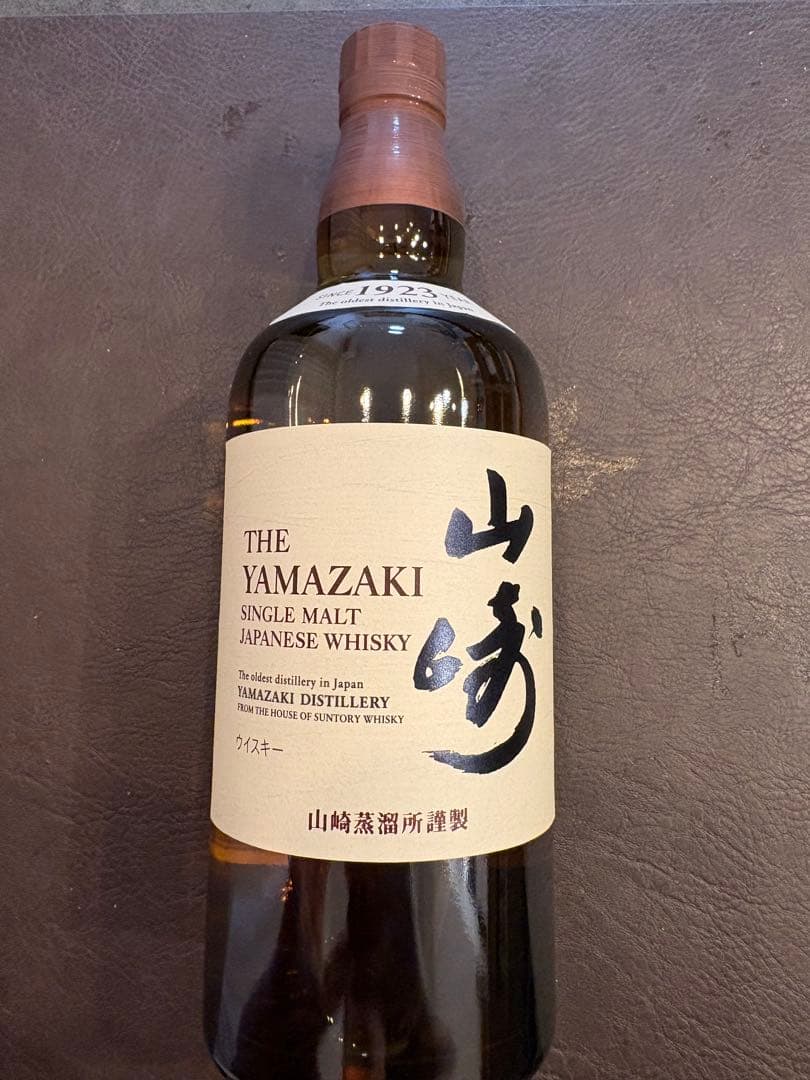 SINCE 1923 YEAR
The oldest distillery in Japan
山崎
THE
YAMAZAKI
SINGLE MALT
JAPANESE WHISKY
The oldest distillery in Japan
YAMAZAKI DISTILLERY
FROM THE HOUSE OF SUNTORY WHISKY
ウイスキー
山崎蒸溜所謹製